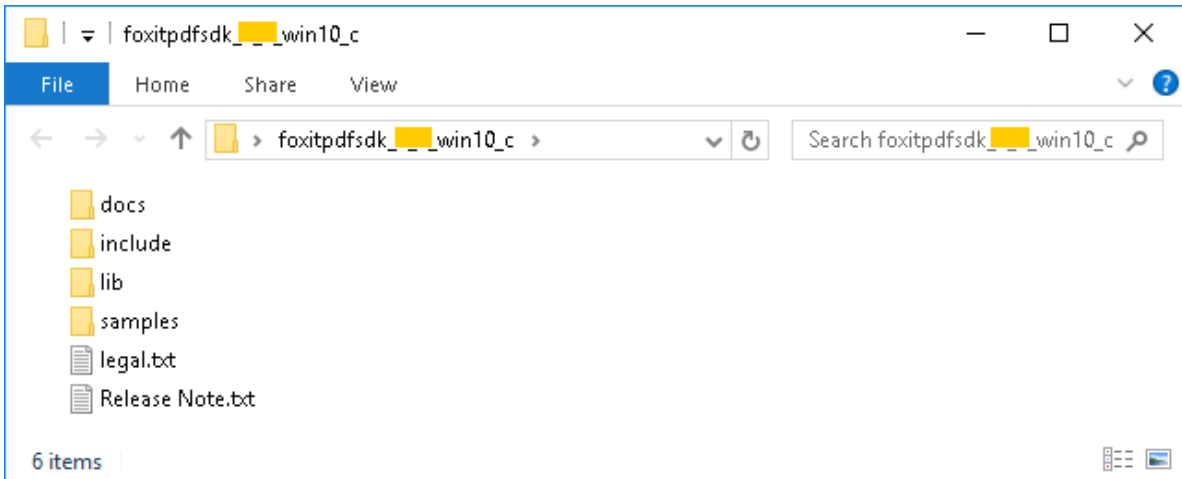 foxitpdfsdk_ _ _win10_c
File Home Share View
foxitpdfsdk_ _ _win10_c Search foxitpdfsdk_ _ _win10_c
docs
include
lib
samples
legal.txt
Release Note.txt
6 items